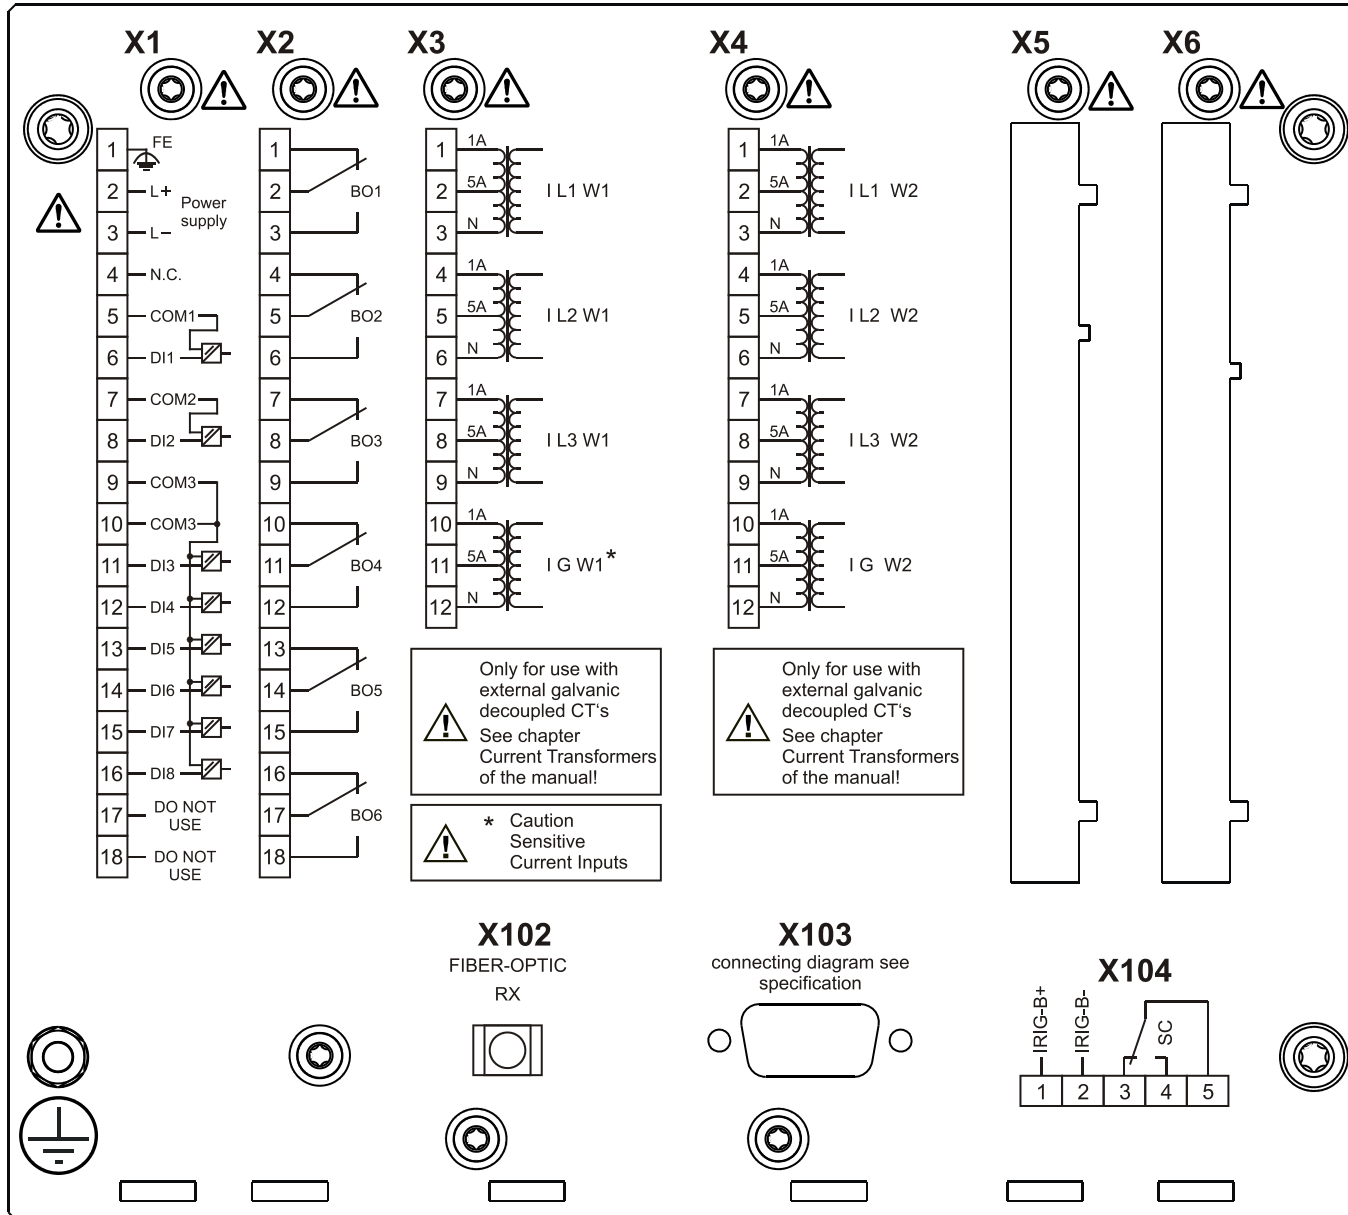 X1
X2
X3
X4
X5
X6
1 FE
2 L+
Power
supply
3 L-
4 N.C.
5 COM1
6 DI1
7 COM2
8 DI2
9 COM3
10 COM3
11 DI3
12 DI4
13 DI5
14 DI6
15 DI7
16 DI8
17 DO NOT
USE
18 DO NOT
USE
1
2 BO1
3
4
5 BO2
6
7
8 BO3
9
10
11 BO4
12
13
14 BO5
15
16
17 BO6
18
1 1A
2 5A I L1 W1
3 N
4 1A
5 5A I L2 W1
6 N
7 1A
8 5A I L3 W1
9 N
10 1A
11 5A I G W1*
12 N
Only for use with
external galvanic
decoupled CT's
See chapter
Current Transformers
of the manual!
* Caution
Sensitive
Current Inputs
1 1A
2 5A I L1 W2
3 N
4 1A
5 5A I L2 W2
6 N
7 1A
8 5A I L3 W2
9 N
10 1A
11 5A I G W2
12 N
Only for use with
external galvanic
decoupled CT's
See chapter
Current Transformers
of the manual!
X102
FIBER-OPTIC
RX
X103
connecting diagram see
specification
X104
IRIG-B+
IRIG-B-
SC
1 2 3 4 5